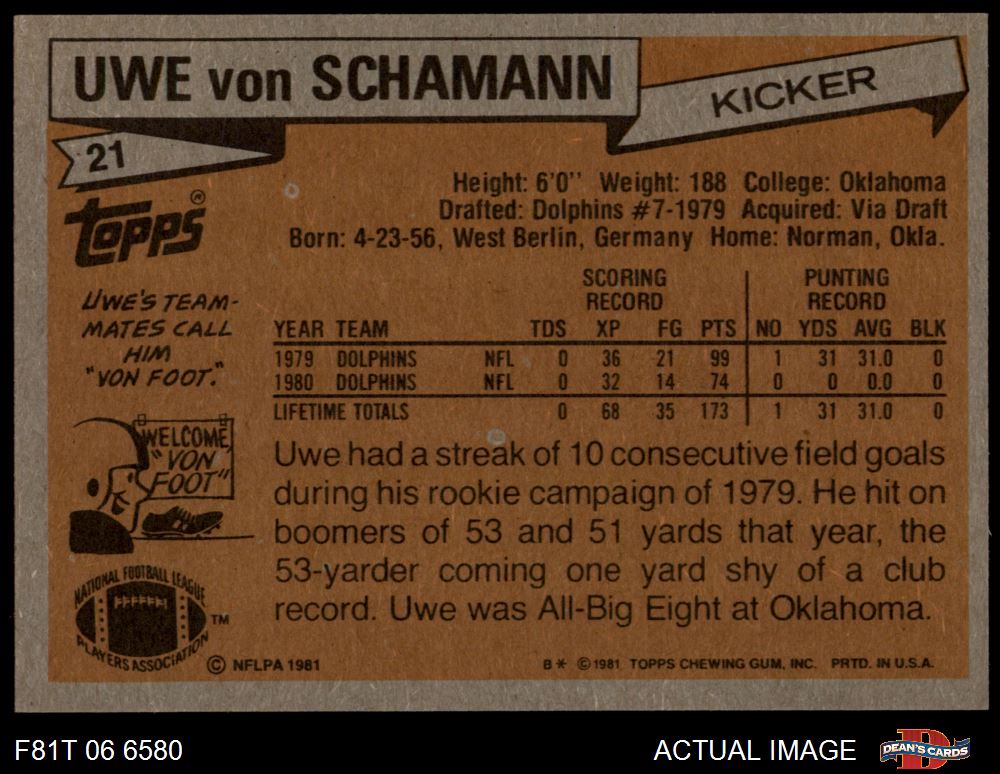 UWE von SCHAMANN
KICKER
21
topps®
Height: 6'0" Weight: 188 College: Oklahoma
Drafted: Dolphins #7-1979 Acquired: Via Draft
Born: 4-23-56, West Berlin, Germany Home: Norman, Okla.
UWE'S TEAM-
MATES CALL
HIM
"VON FOOT."
WELCOME
"VON
FOOT"
SCORING PUNTING
RECORD RECORD
YEAR TEAM TDS XP FG PTS NO YDS AVG BLK
1979 DOLPHINS NFL 0 36 21 99 1 31 31.0 0
1980 DOLPHINS NFL 0 32 14 74 0 0 0.0 0
LIFETIME TOTALS 0 68 35 173 1 31 31.0 0
Uwe had a streak of 10 consecutive field goals
during his rookie campaign of 1979. He hit on
boomers of 53 and 51 yards that year, the
53-yarder coming one yard shy of a club
record. Uwe was All-Big Eight at Oklahoma.
NATIONAL FOOTBALL LEAGUE
PLAYERS ASSOCIATION
TM
© NFLPA 1981
B* © 1981 TOPPS CHEWING GUM, INC. PRTD. IN U.S.A.
F81T 06 6580
ACTUAL IMAGE
DEAN'S CARDS